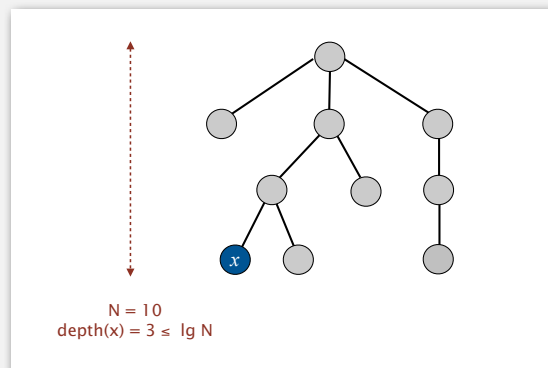 x
N = 10
depth(x) = 3 ≤ lg N